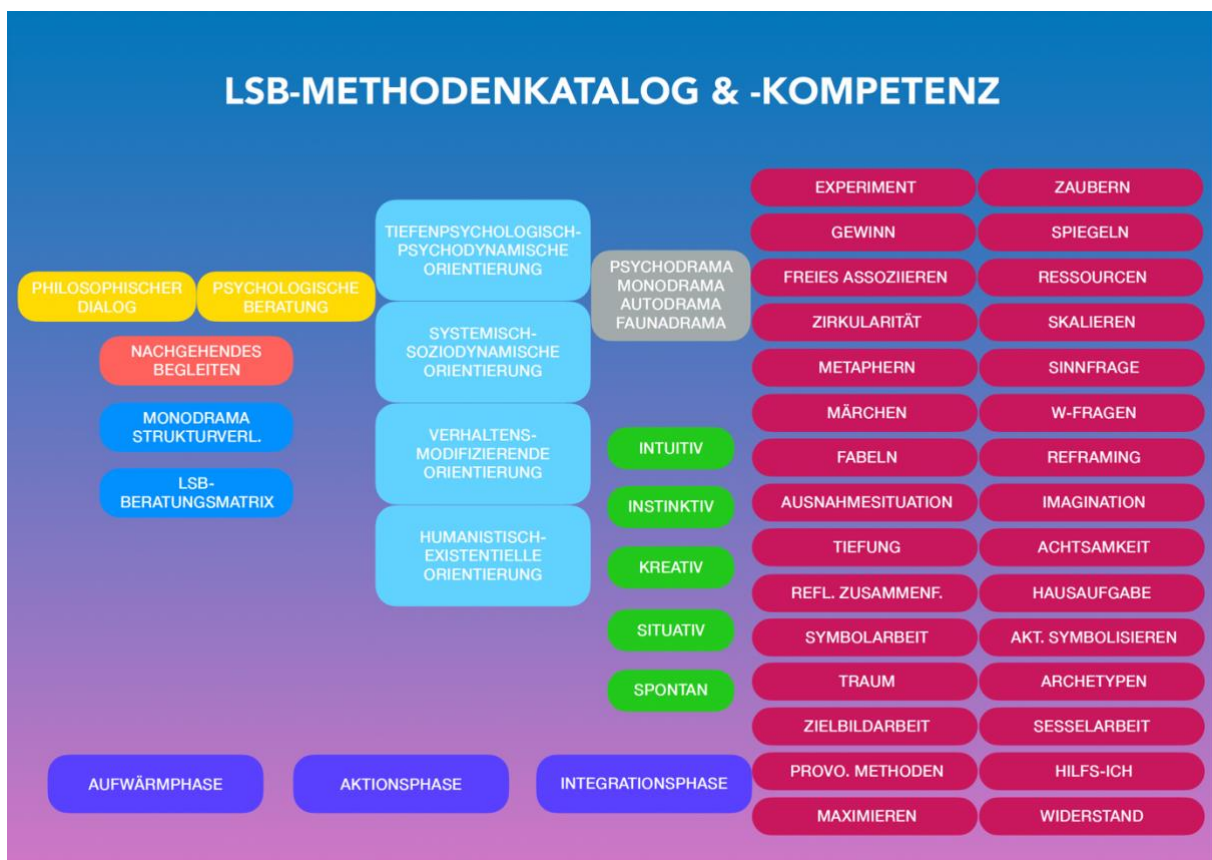 LSB-METHODENKATALOG & -KOMPETENZ
PHILOSOPHISCHER
DIALOG
PSYCHOLOGISCHE
BERATUNG
NACHGEHENDES
BEGLEITEN
MONODRAMA
STRUKTURVERL.
LSB-
BERATUNGSMATRIX
TIEFENPSYCHOLOGISCH-
PSYCHODYNAMISCHE
ORIENTIERUNG
SYSTEMISCH-
SOZIODYNAMISCHE
ORIENTIERUNG
VERHALTENS-
MODIFIZIERENDE
ORIENTIERUNG
HUMANISTISCH-
EXISTENTIELLE
ORIENTIERUNG
PSYCHODRAMA
MONODRAMA
AUTODRAMA
FAUNADRAMA
INTUITIV
INSTINKTIV
KREATIV
SITUATIV
SPONTAN
EXPERIMENT
ZAUBERN
GEWINN
SPIEGELN
FREIES ASSOZIIEREN
RESSOURCEN
ZIRKULARITÄT
SKALIEREN
METAPHERN
SINNFRAGE
MÄRCHEN
W-FRAGEN
FABELN
REFRAMING
AUSNAHMESITUATION
IMAGINATION
TIEFUNG
ACHTSAMKEIT
REFL. ZUSAMMENF.
HAUSAUFGABE
SYMBOLARBEIT
AKT. SYMBOLISIEREN
TRAUM
ARCHETYPEN
ZIELBILDARBEIT
SESSELARBEIT
PROVO. METHODEN
HILFS-ICH
MAXIMIEREN
WIDERSTAND
AUFWÄRMPHASE
AKTIONSPHASE
INTEGRATIONSPHASE